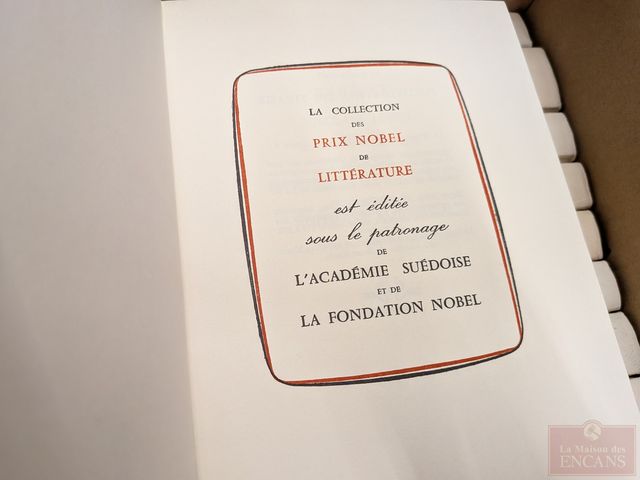 LA COLLECTION
DES
PRIX NOBEL
DE
LITTÉRATURE
est éditée
sous le patronage
DE
L'ACADÉMIE SUÉDOISE
ET DE
LA FONDATION NOBEL
La Maison des
ENCANS